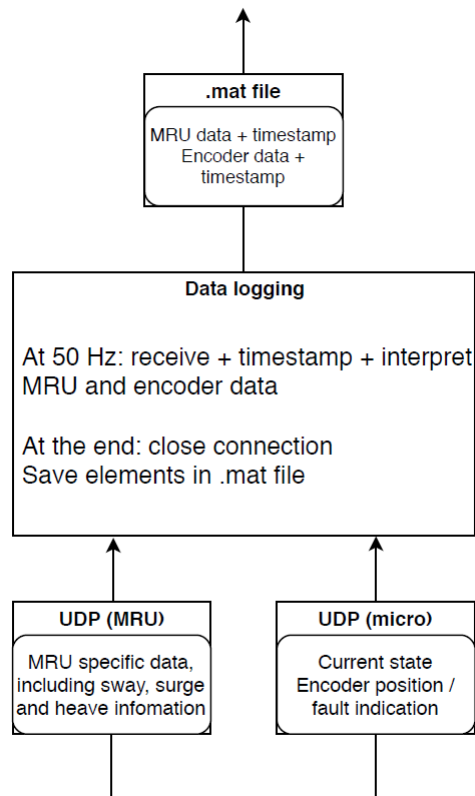 .mat file
MRU data + timestamp
Encoder data +
timestamp
Data logging
At 50 Hz: receive + timestamp + interpret
MRU and encoder data
At the end: close connection
Save elements in .mat file
UDP (MRU)
MRU specific data,
including sway, surge
and heave infomation
UDP (micro)
Current state
Encoder position /
fault indication